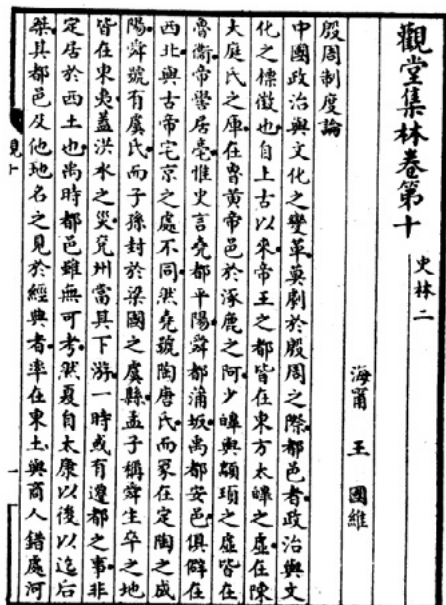 觀堂集林卷第十
史林二
海甯 王 國維
殷周制度論
中國政治與文化之變革莫劇於殷周之際都邑者政治與文
化之標徵也自上古以來帝王之都皆在東方太皞之虛在陳
大庭氏之庫在魯黃帝邑於涿鹿之阿少皞與顓頊之虛皆在
魯衞帝嚳居亳惟史言堯都平陽舜都蒲坂禹都安邑俱僻在
西北與古帝宅京之處不同然堯號陶唐氏而冢在定陶之成
陽舜號有虞氏而子孫封於梁國之虞縣孟子稱舜生卒之地
皆在東夷蓋洪水之災兗州當其下游一時或有遷都之事非
定居於西土也禹時都邑雖無可考然夏自太康以後以迄后
桀其都邑及他地名之見於經典者率在東土與商人錯處河
觀十
一